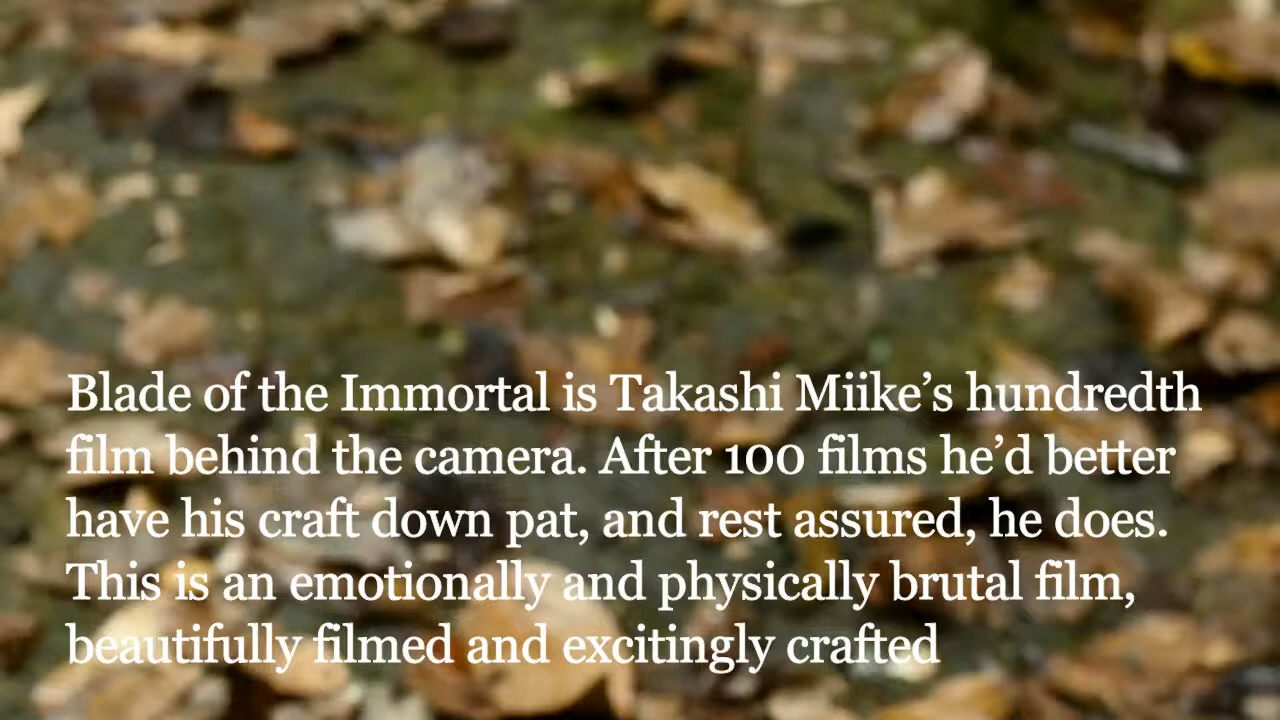 Blade of the Immortal is Takashi Miike’s hundredth
film behind the camera. After 100 films he’d better
have his craft down pat, and rest assured, he does.
This is an emotionally and physically brutal film,
beautifully filmed and excitingly crafted